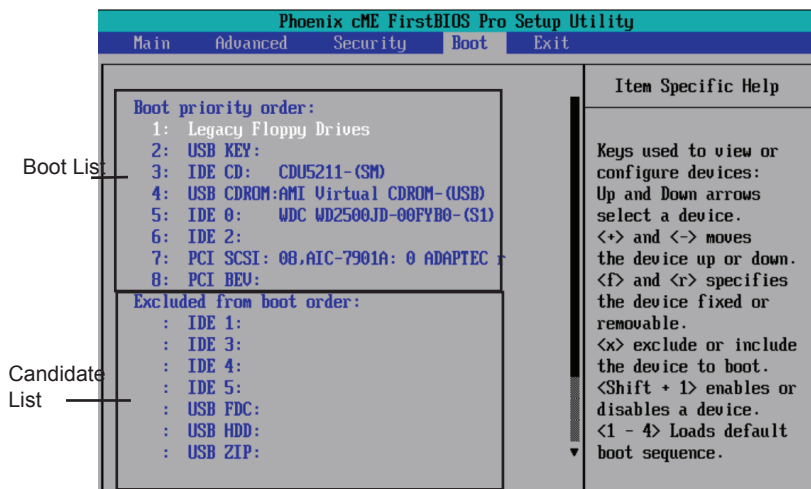 Phoenix cME FirstBIOS Pro Setup Utility
Main Advanced Security Boot Exit
Boot priority order:
1: Legacy Floppy Drives
2: USB KEY:
3: IDE CD: CDU5211-(SM)
4: USB CDROM:AMI Virtual CDROM-(USB)
5: IDE 0: WDC WD2500JD-00FYB0-(S1)
6: IDE 2:
7: PCI SCSI: 08,AIC-7901A: 0 ADAPTEC r
8: PCI BEV:
Excluded from boot order:
: IDE 1:
: IDE 3:
: IDE 4:
: IDE 5:
: USB FDC:
: USB HDD:
: USB ZIP:
Boot List
Candidate
List
Item Specific Help
Keys used to view or
configure devices:
Up and Down arrows
select a device.
<+> and <-> moves
the device up or down.
<f> and <r> specifies
the device fixed or
removable.
<x> exclude or include
the device to boot.
<Shift + 1> enables or
disables a device.
<1 - 4> Loads default
boot sequence.